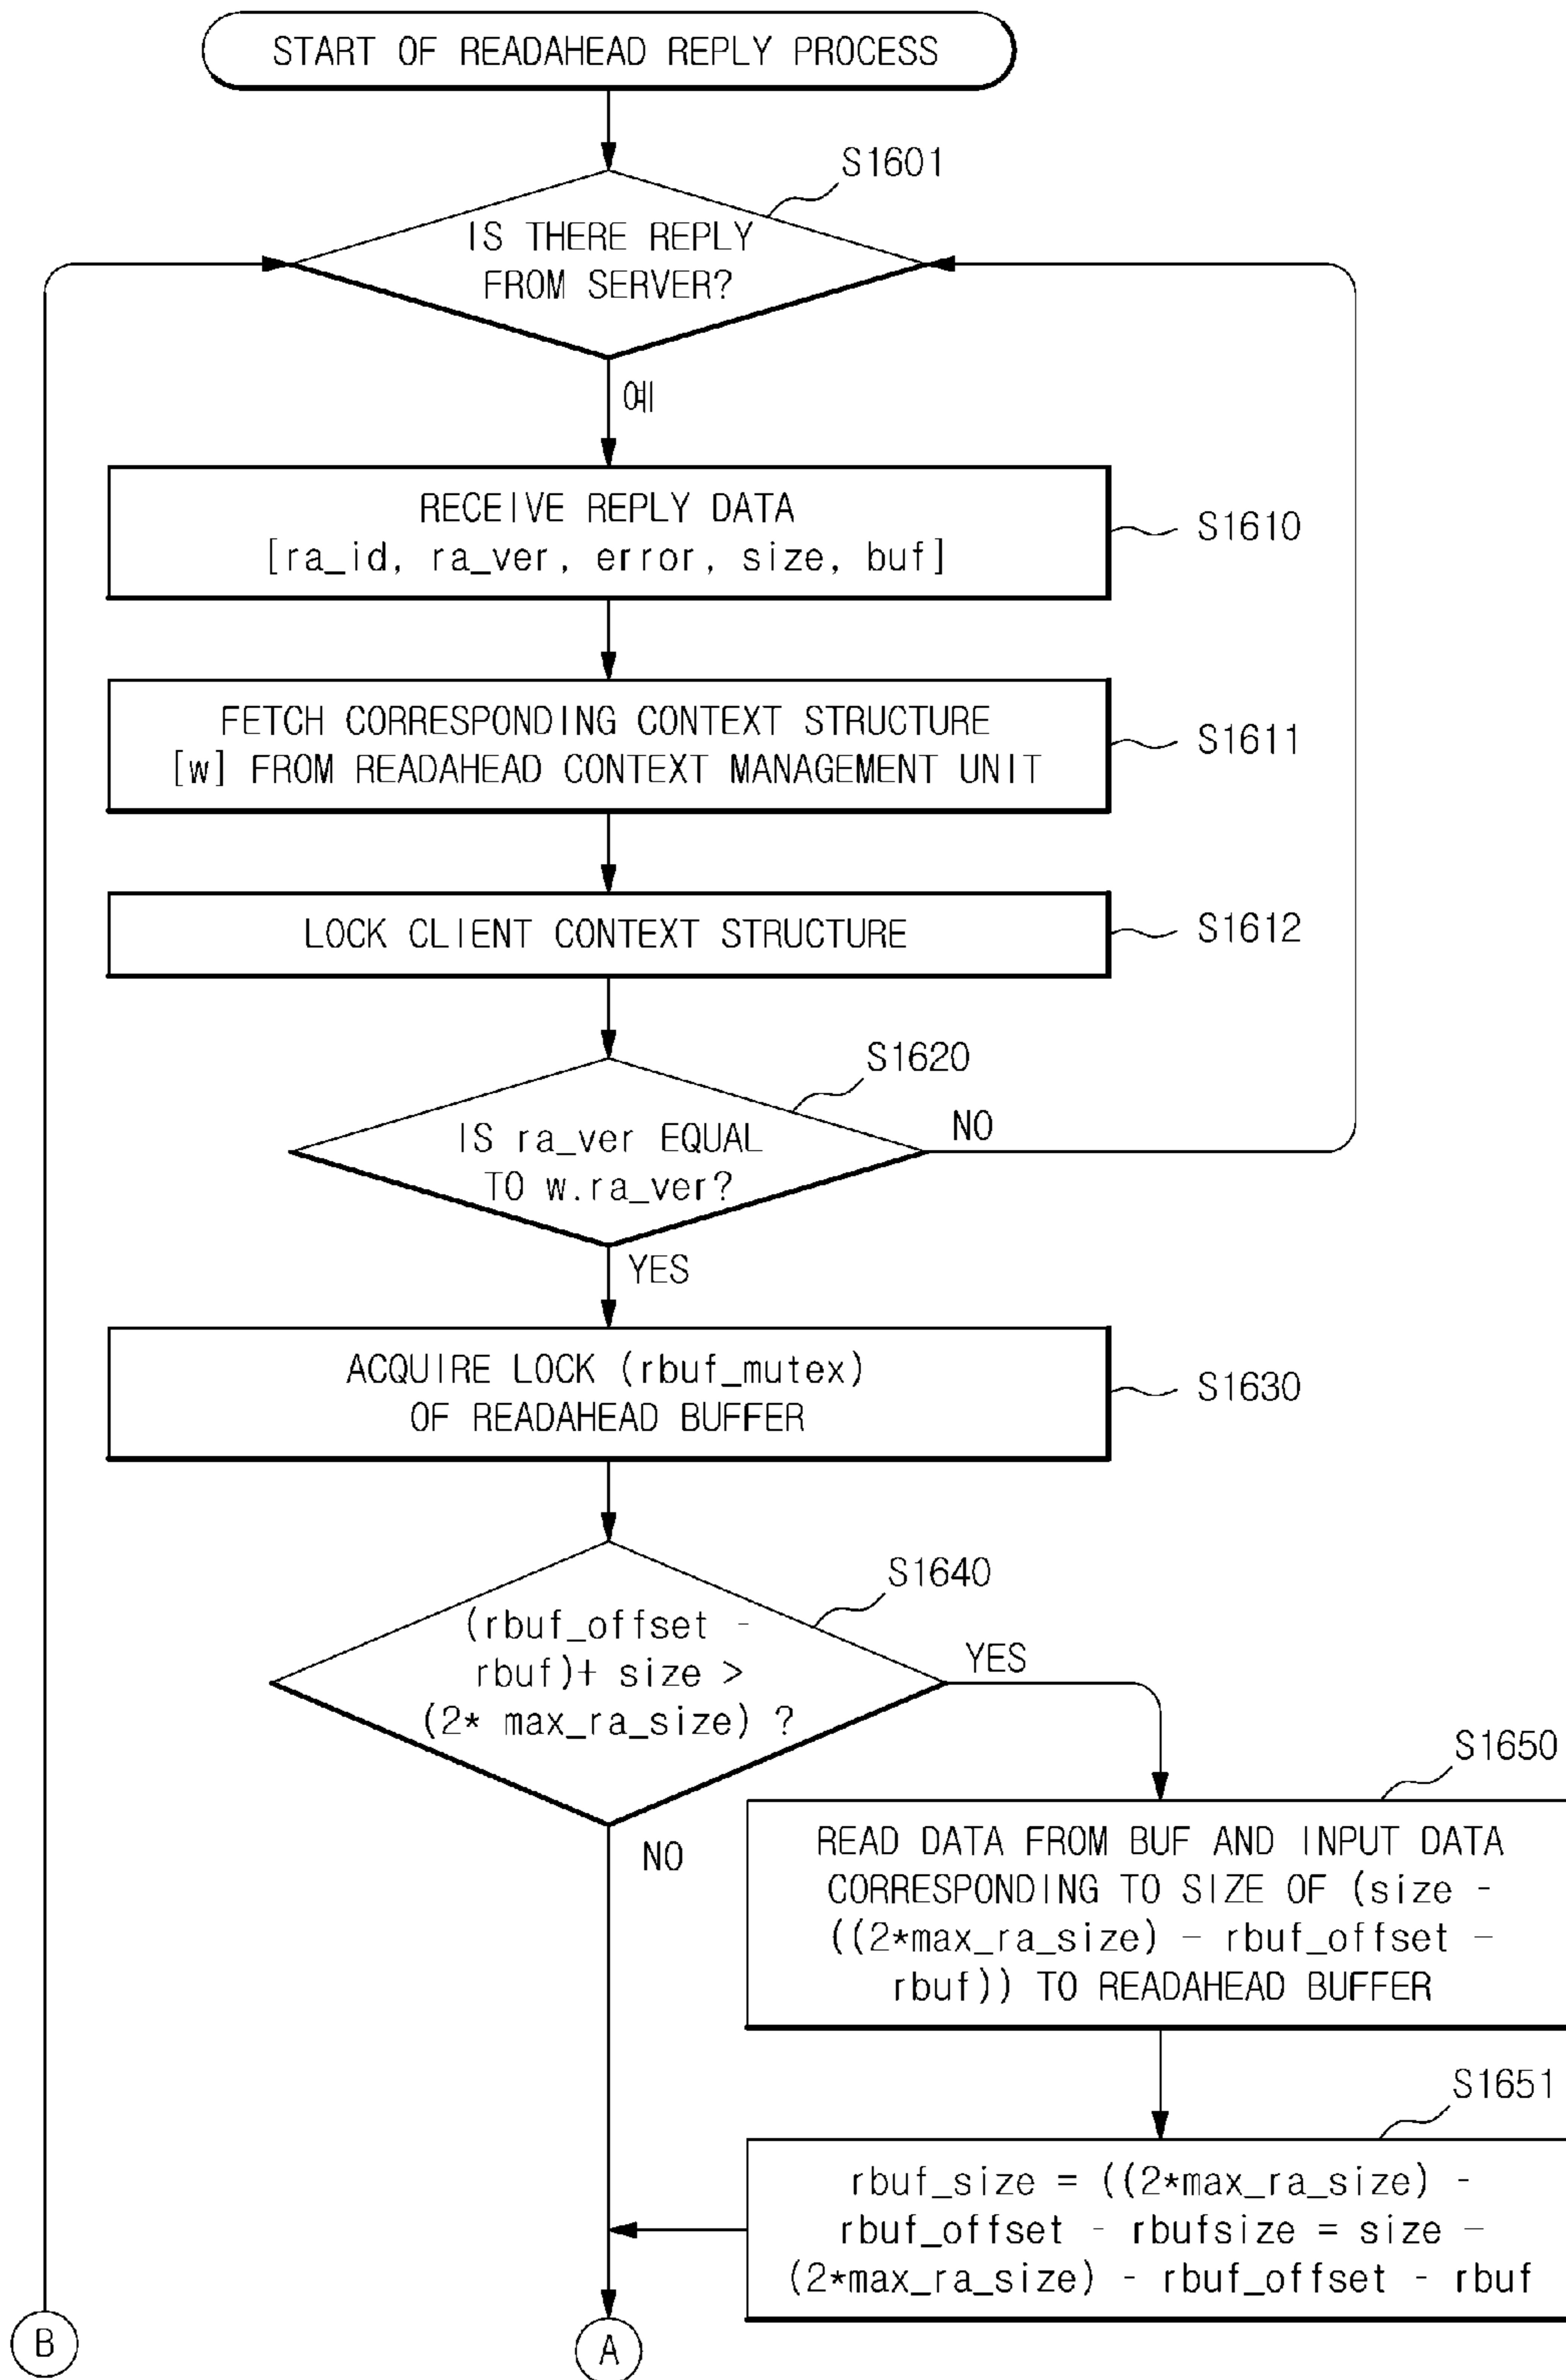 START OF READAHEAD REPLY PROCESS
S1601
IS THERE REPLY
FROM SERVER?
예
RECEIVE REPLY DATA
[ra_id, ra_ver, error, size, buf]
S1610
FETCH CORRESPONDING CONTEXT STRUCTURE
[w] FROM READAHEAD CONTEXT MANAGEMENT UNIT
S1611
LOCK CLIENT CONTEXT STRUCTURE
S1612
S1620
IS ra_ver EQUAL
TO w.ra_ver?
NO
YES
ACQUIRE LOCK (rbuf_mutex)
OF READAHEAD BUFFER
S1630
S1640
(rbuf_offset -
rbuf)+ size >
(2* max_ra_size) ?
YES
NO
S1650
READ DATA FROM BUF AND INPUT DATA
CORRESPONDING TO SIZE OF (size -
((2*max_ra_size) - rbuf_offset -
rbuf)) TO READAHEAD BUFFER
S1651
rbuf_size = ((2*max_ra_size) -
rbuf_offset - rbufsize = size -
(2*max_ra_size) - rbuf_offset - rbuf
B
A